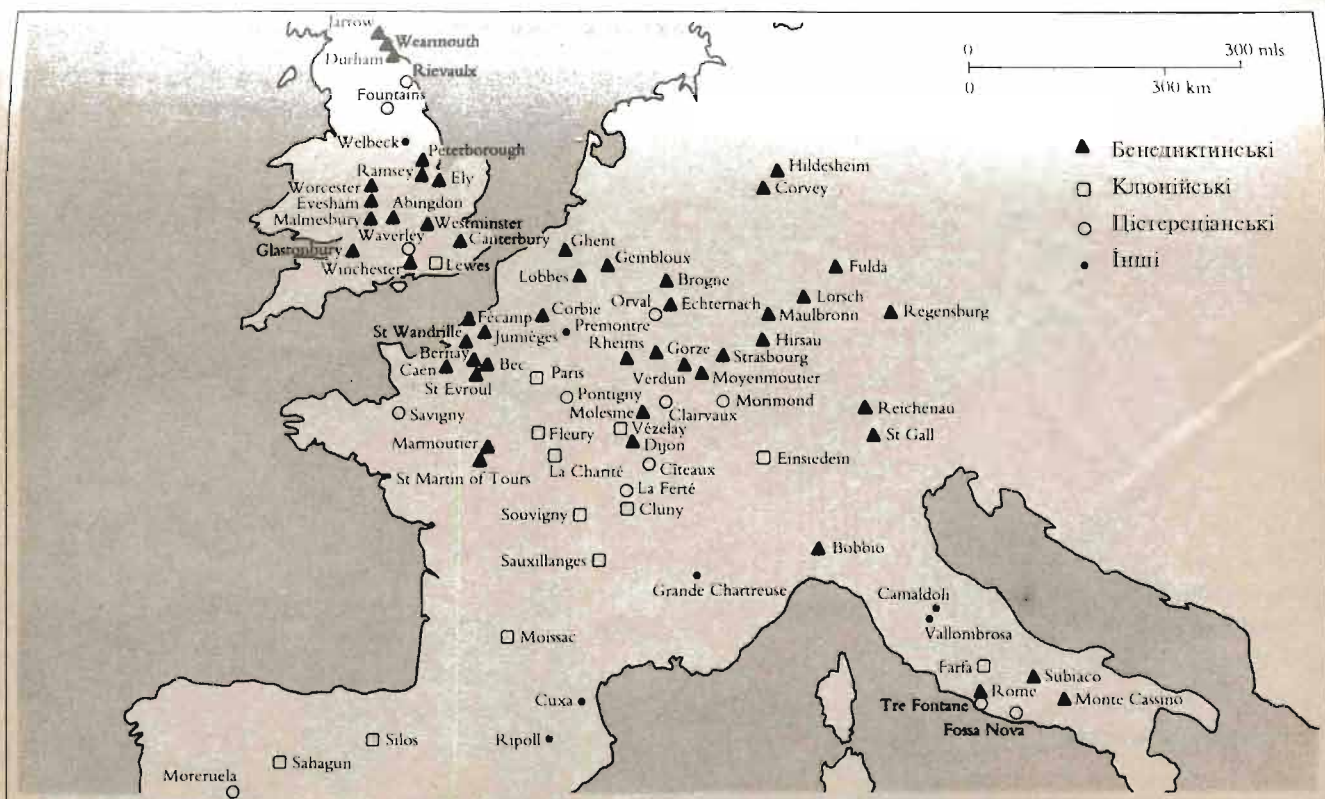 Jarrow
Wearmouth
Durham
Rievaulx
Fountains
Welbeck
Peterborough
Ramsey
Ely
Worcester
Evesham
Abingdon
Malmesbury
Westminster
Waverley
Canterbury
Glastonbury
Winchester
Lewes
0 300 mls
0 300 km
Бенедиктинські
Клюнійські
Цістерсціанські
Інші
Hildesheim
Corvey
Ghent
Gembloux
Lobbes
Brogne
Fulda
Orval
Echternach
Lorsch
Maulbronn
Regensburg
Fécamp
Corbie
St Wandrille
Jumièges
Premontre
Rheims
Gorze
Hirsau
Strasbourg
Bernay
Bec
Caen
St Evroul
Paris
Verdun
Moyenmoutier
Pontigny
Savigny
Molesme
Clairvaux
Morimond
Reichenau
Fleury
Vézelay
St Gall
Marmoutier
Dijon
La Charité
Cîteaux
Einsiedein
St Martin of Tours
La Ferté
Souvigny
Cluny
Sauxillanges
Bobbio
Grande Chartreuse
Camaldoli
Vallombrosa
Moissac
Farfa
Subiaco
Cuxa
Rome
Tre Fontane
Monte Cassino
Fossa Nova
Silos
Ripoll
Sahagun
Moreruela